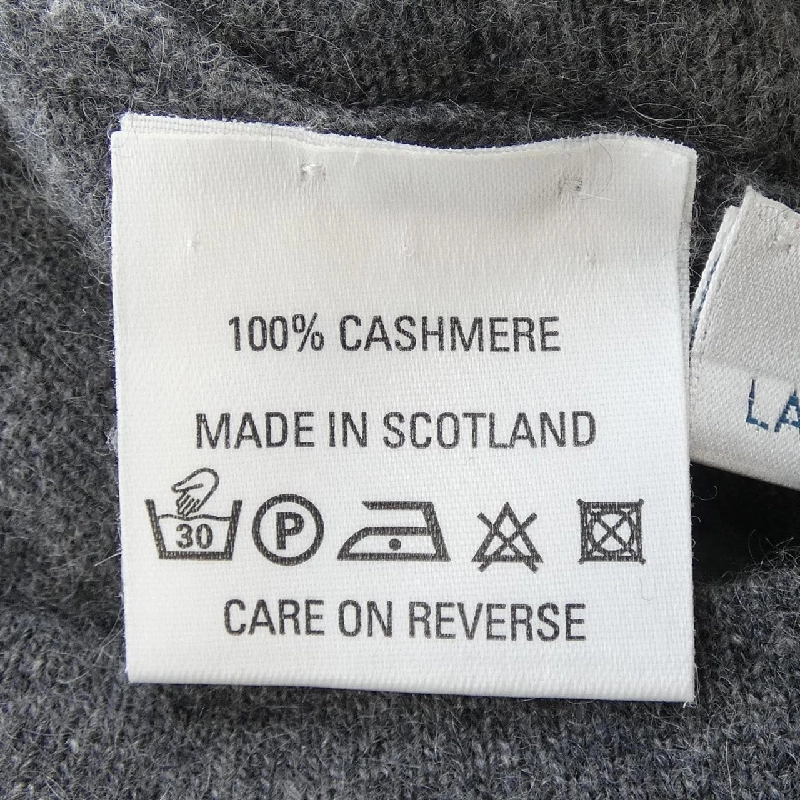 100% CASHMERE
MADE IN SCOTLAND
30 P
CARE ON REVERSE
LA